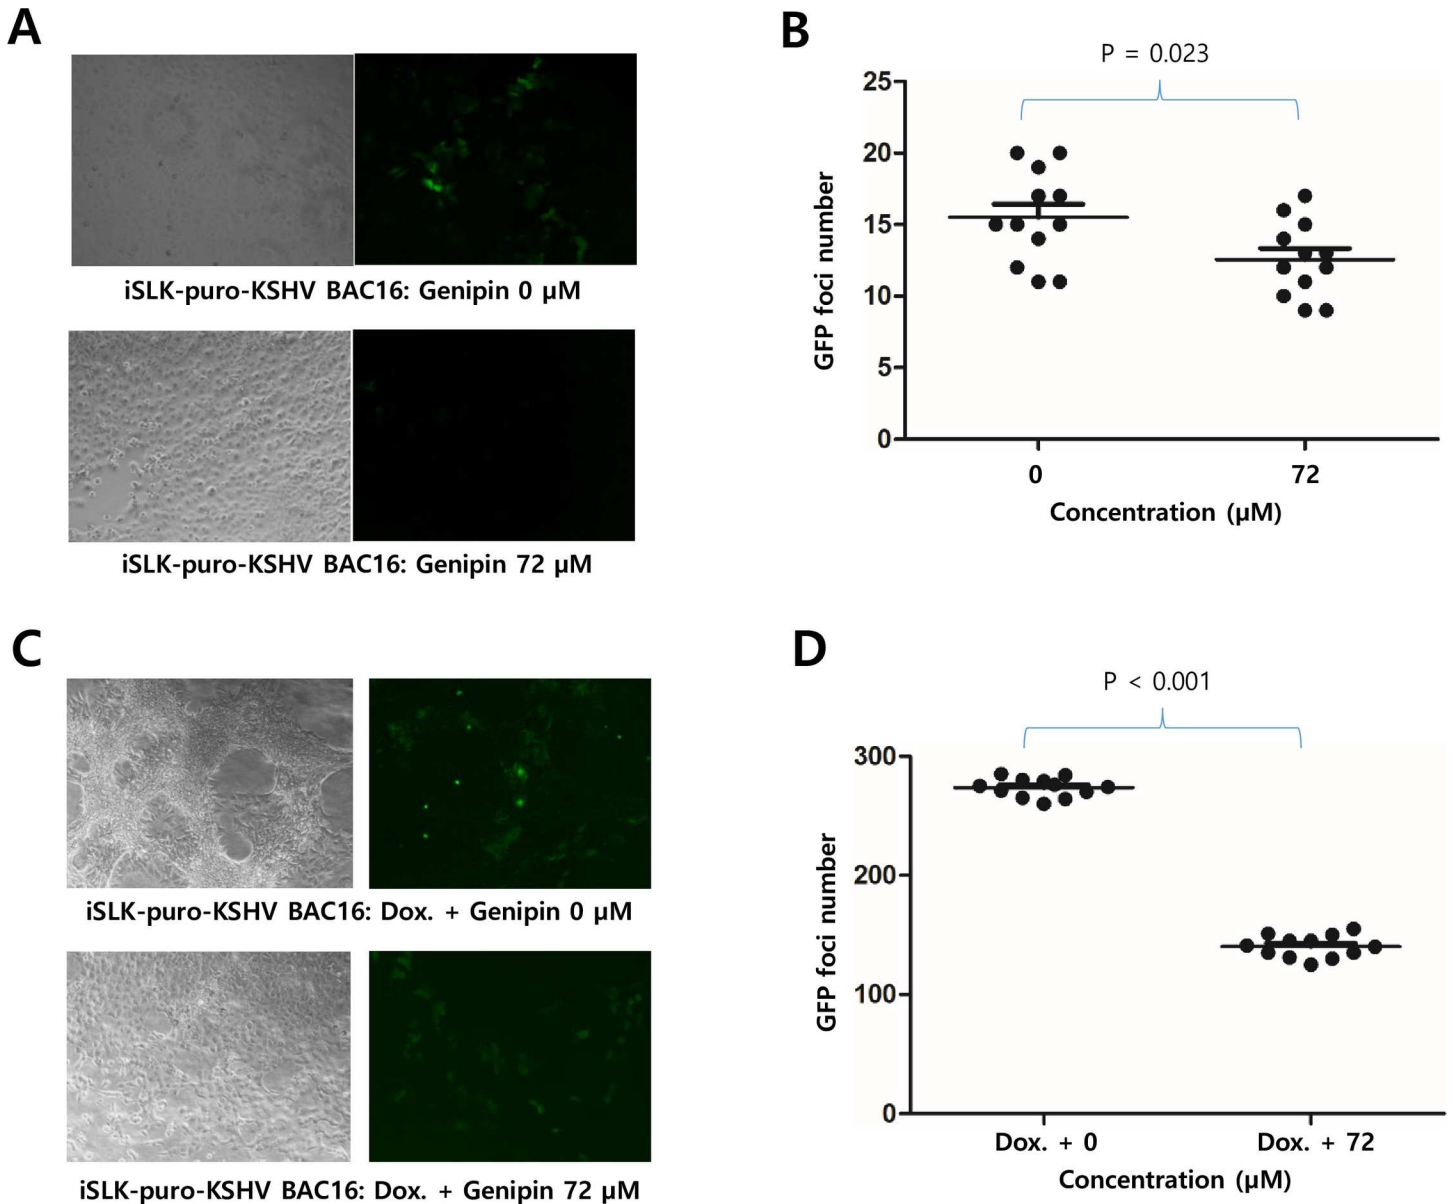 A
iSLK-puro-KSHV BAC16: Genipin 0 μM
iSLK-puro-KSHV BAC16: Genipin 72 μM
B
P = 0.023
25
20
15
10
5
0
GFP foci number
0 72
Concentration (μM)
C
iSLK-puro-KSHV BAC16: Dox. + Genipin 0 μM
iSLK-puro-KSHV BAC16: Dox. + Genipin 72 μM
D
P < 0.001
300
200
100
0
GFP foci number
Dox. + 0 Dox. + 72
Concentration (μM)